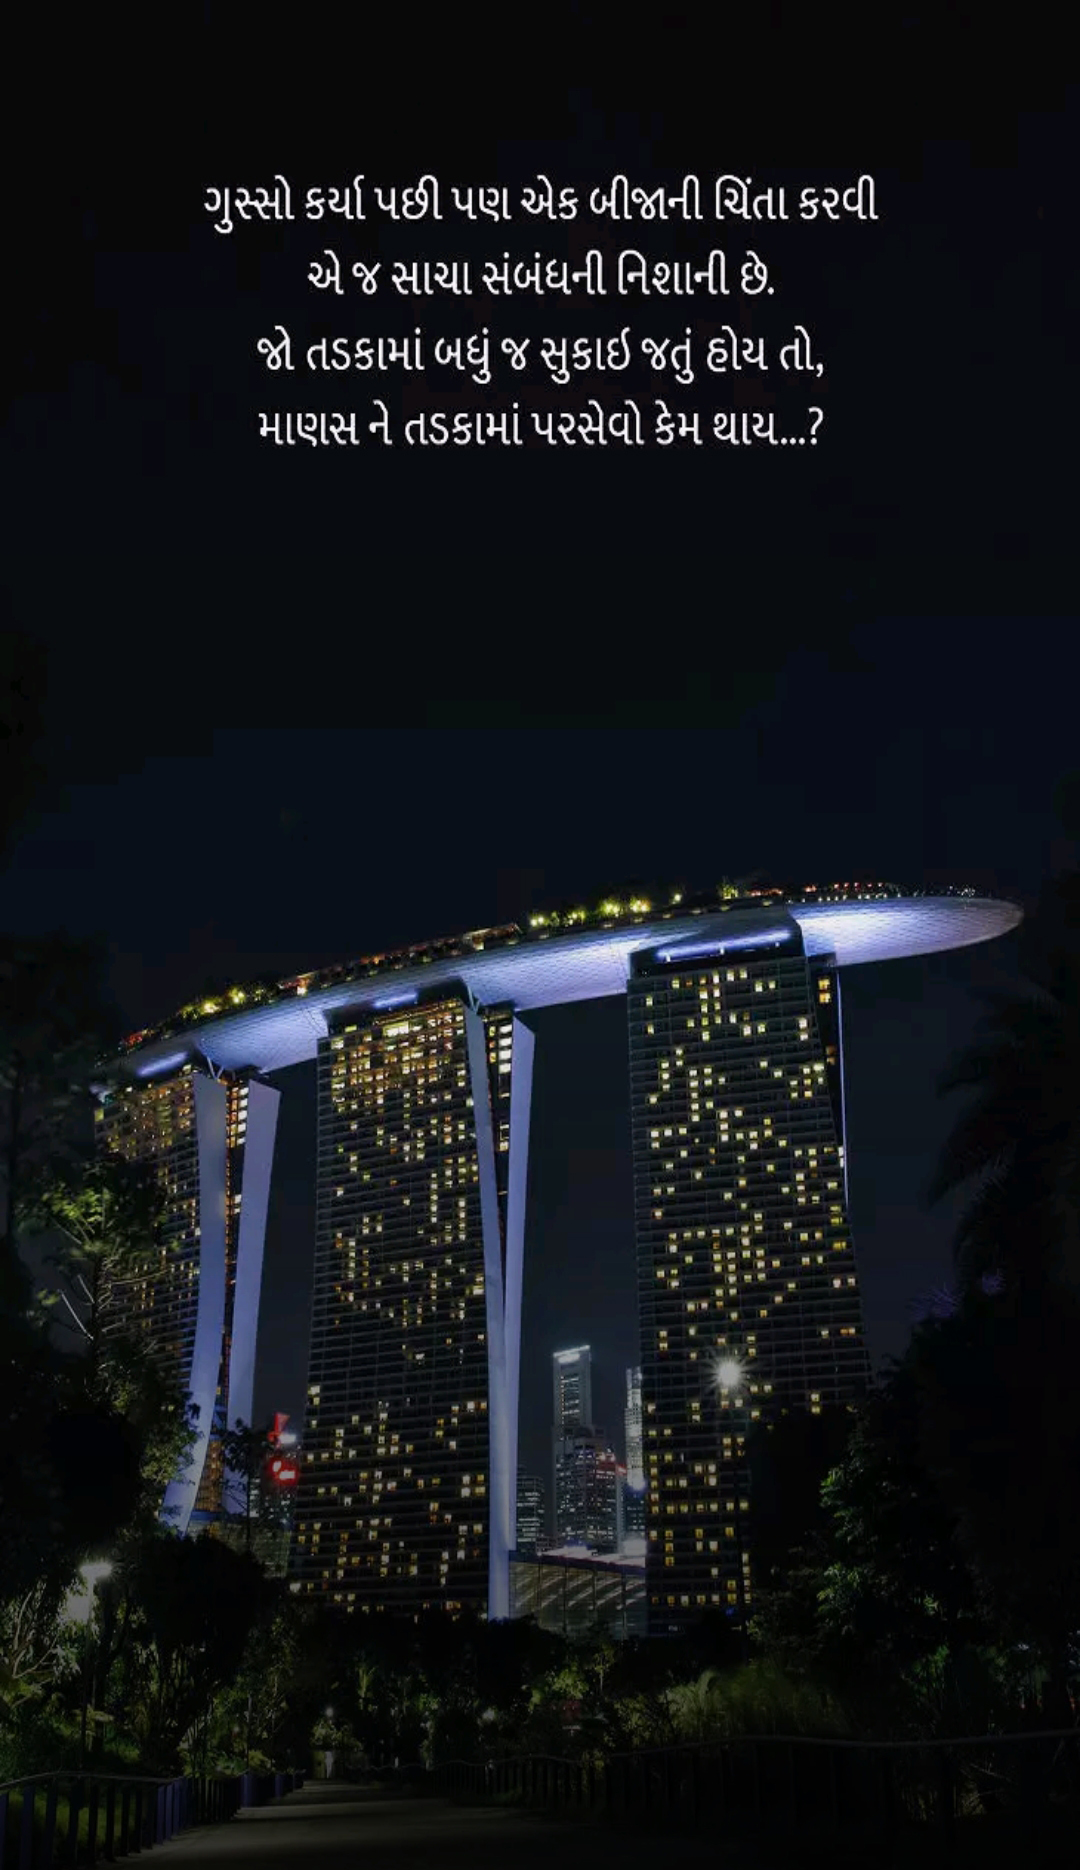 ગુસ્સો કર્યા પછી પણ એક બીજાની ચિંતા કરવી
એ જ સાચા સંબંધની નિશાની છે.
જો તડકામાં બધું જ સુકાઇ જતું હોય તો,
માણસ ને તડકામાં પરસેવો કેમ થાય...?